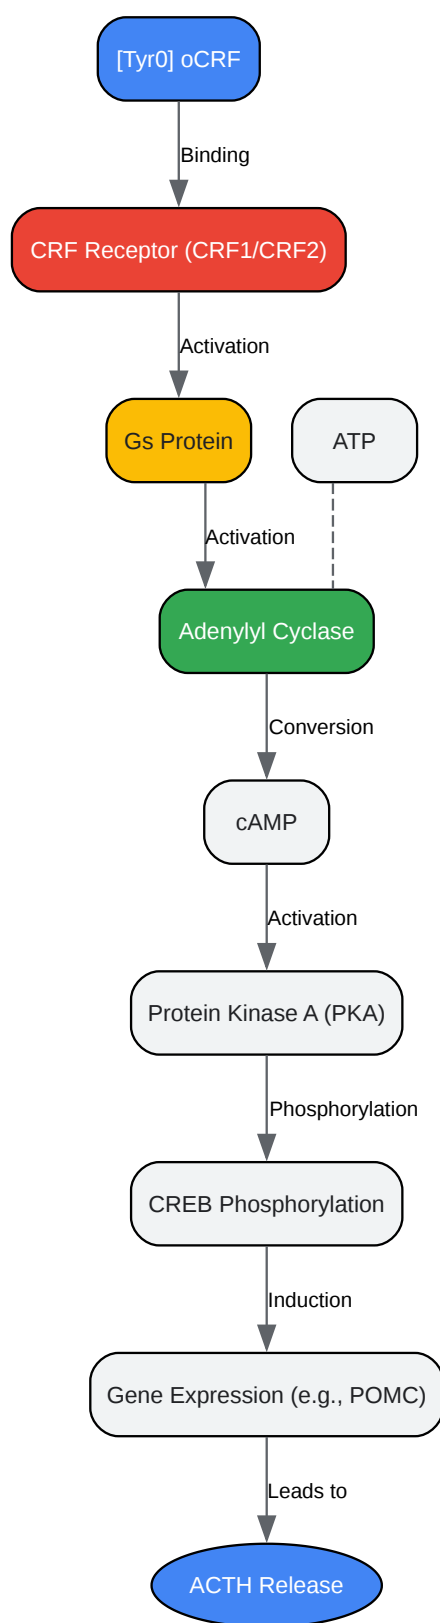 [Tyr0] oCRF
Binding
CRF Receptor (CRF1/CRF2)
Activation
Gs Protein
ATP
Activation
Adenylyl Cyclase
Conversion
cAMP
Activation
Protein Kinase A (PKA)
Phosphorylation
CREB Phosphorylation
Induction
Gene Expression (e.g., POMC)
Leads to
ACTH Release